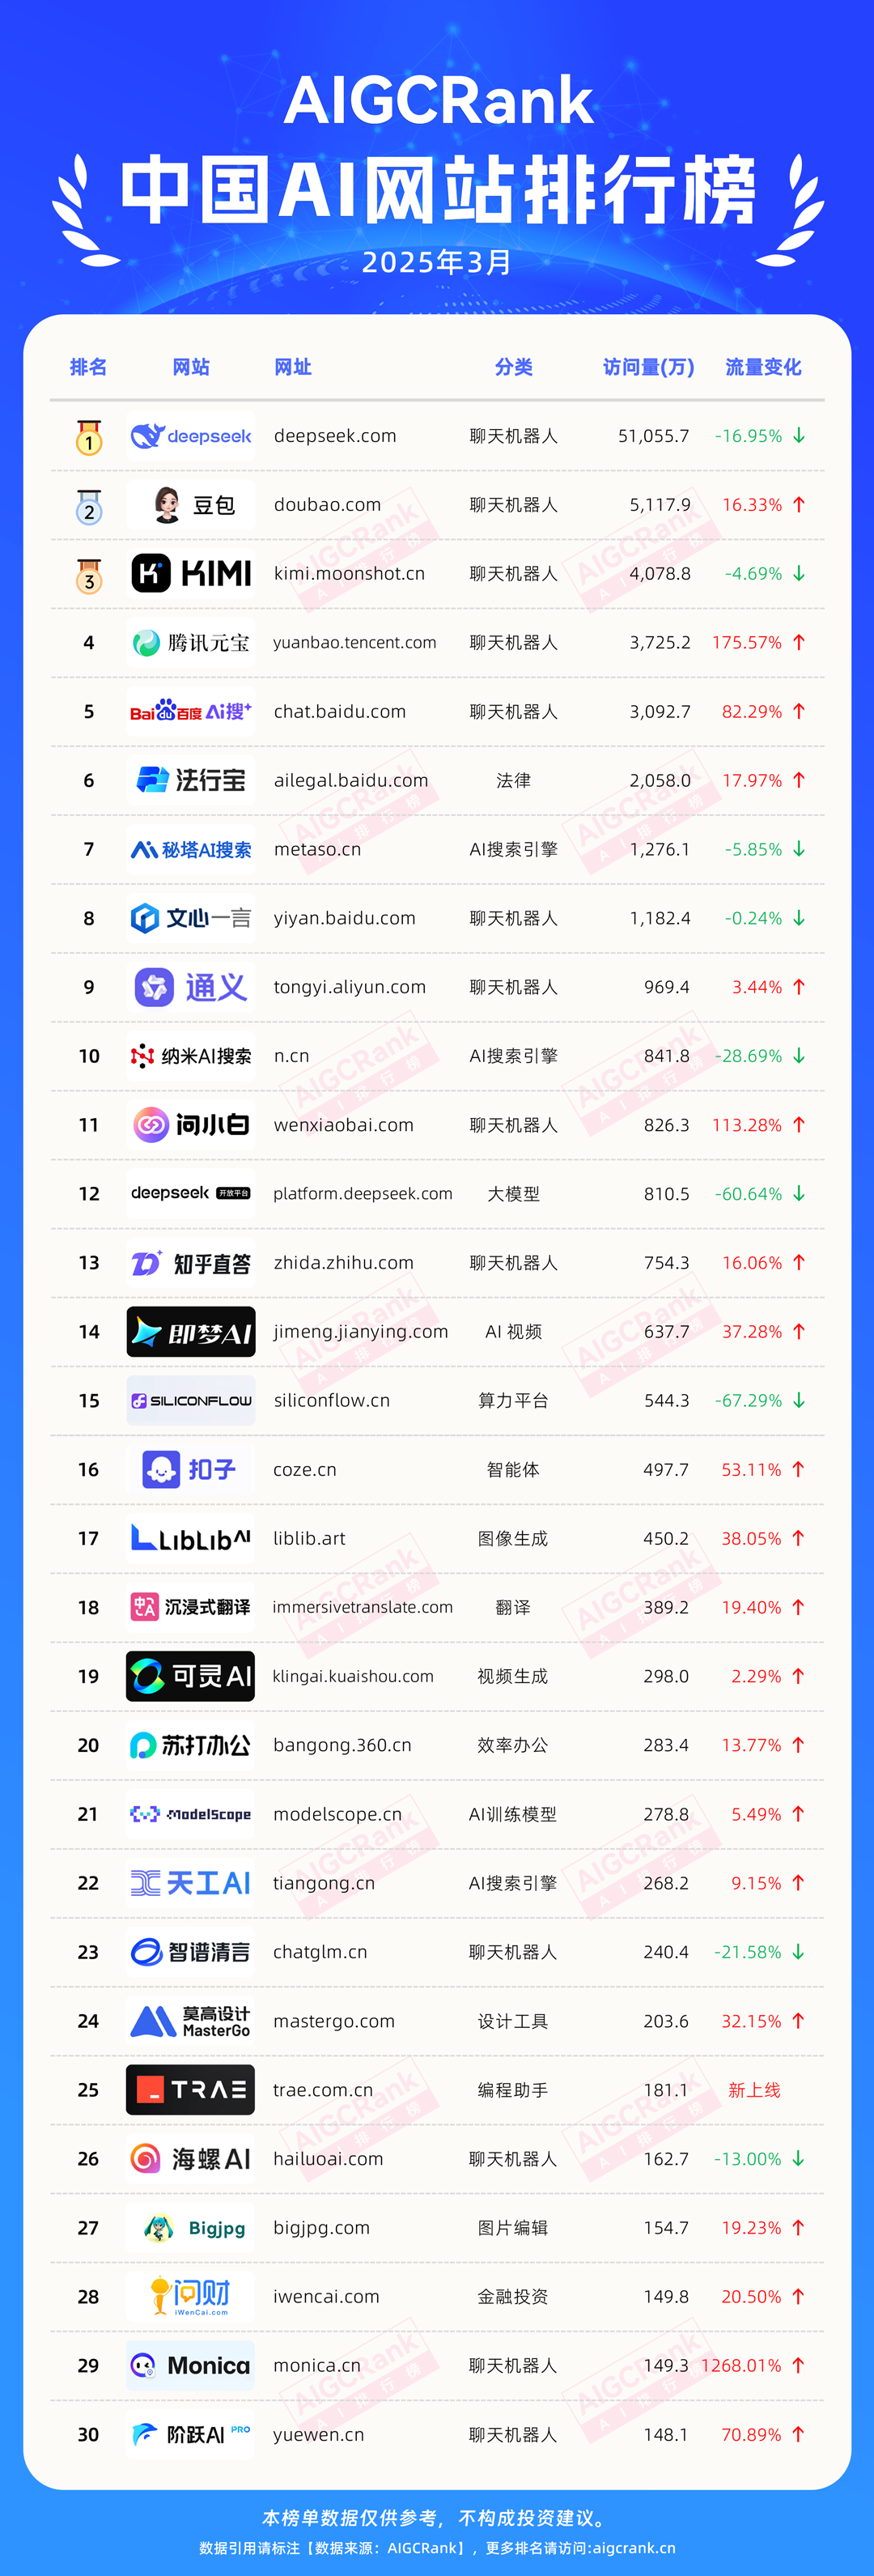 AIGCRank
中国AI网站排行榜
2025年3月
排名 网站 网址 分类 访问量(万) 流量变化
1 deepseek deepseek.com 聊天机器人 51,055.7 -16.95% ↓
2 豆包 doubao.com 聊天机器人 5,117.9 16.33% ↑
3 KIMI kimi.moonshot.cn 聊天机器人 4,078.8 -4.69% ↓
4 腾讯元宝 yuanbao.tencent.com 聊天机器人 3,725.2 175.57% ↑
5 Bai du 百度 Ai搜+ chat.baidu.com 聊天机器人 3,092.7 82.29% ↑
6 法行宝 ailegal.baidu.com 法律 2,058.0 17.97% ↑
7 秘塔AI搜索 metaso.cn AI搜索引擎 1,276.1 -5.85% ↓
8 文心一言 yiyan.baidu.com 聊天机器人 1,182.4 -0.24% ↓
9 通义 tongyi.aliyun.com 聊天机器人 969.4 3.44% ↑
10 纳米AI搜索 n.cn AI搜索引擎 841.8 -28.69% ↓
11 问小白 wenxiaobai.com 聊天机器人 826.3 113.28% ↑
12 deepseek 开放平台 platform.deepseek.com 大模型 810.5 -60.64% ↓
13 知乎直答 zhida.zhihu.com 聊天机器人 754.3 16.06% ↑
14 即梦AI jimeng.jianying.com AI 视频 637.7 37.28% ↑
15 SILICONFLOW siliconflow.cn 算力平台 544.3 -67.29% ↓
16 扣子 coze.cn 智能体 497.7 53.11% ↑
17 LibLibAI liblib.art 图像生成 450.2 38.05% ↑
18 沉浸式翻译 immersivetranslate.com 翻译 389.2 19.40% ↑
19 可灵AI klingai.kuaishou.com 视频生成 298.0 2.29% ↑
20 苏打办公 bangong.360.cn 效率办公 283.4 13.77% ↑
21 ModelScope modelscope.cn AI训练模型 278.8 5.49% ↑
22 天工AI tiangong.cn AI搜索引擎 268.2 9.15% ↑
23 智谱清言 chatglm.cn 聊天机器人 240.4 -21.58% ↓
24 莫高设计 MasterGo mastergo.com 设计工具 203.6 32.15% ↑
25 TRAE trae.com.cn 编程助手 181.1 新上线
26 海螺AI hailuoai.com 聊天机器人 162.7 -13.00% ↓
27 Bigjpg bigjpg.com 图片编辑 154.7 19.23% ↑
28 问财 iWenCai.com iwencai.com 金融投资 149.8 20.50% ↑
29 Monica monica.cn 聊天机器人 149.3 1268.01% ↑
30 阶跃AI PRO yuewen.cn 聊天机器人 148.1 70.89% ↑
本榜单数据仅供参考，不构成投资建议。
数据引用请标注【数据来源：AIGCRank】，更多排名请访问:aigcrank.cn